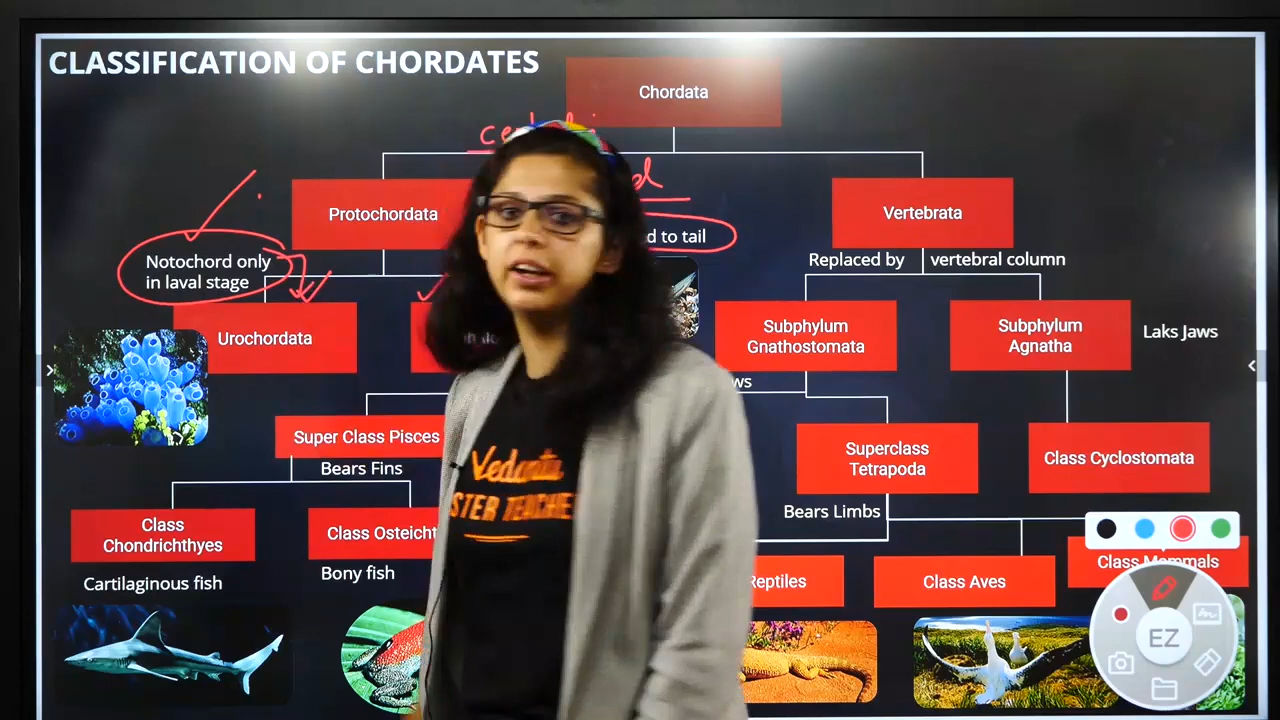 CLASSIFICATION OF CHORDATES
Chordata
Protochordata
Vertebrata
d to tail
Notochord only
in laval stage
Replaced by
vertebral column
Urochordata
Subphylum
Gnathostomata
Subphylum
Agnatha
Laks Jaws
ws
Super Class Pisces
Bears Fins
Superclass
Tetrapoda
Class Cyclostomata
Bears Limbs
Class
Chondrichthyes
Class Osteicht
Cartilaginous fish
Bony fish
Reptiles
Class Aves
Class Mammals
Vedantu
STER TEACHE
EZ